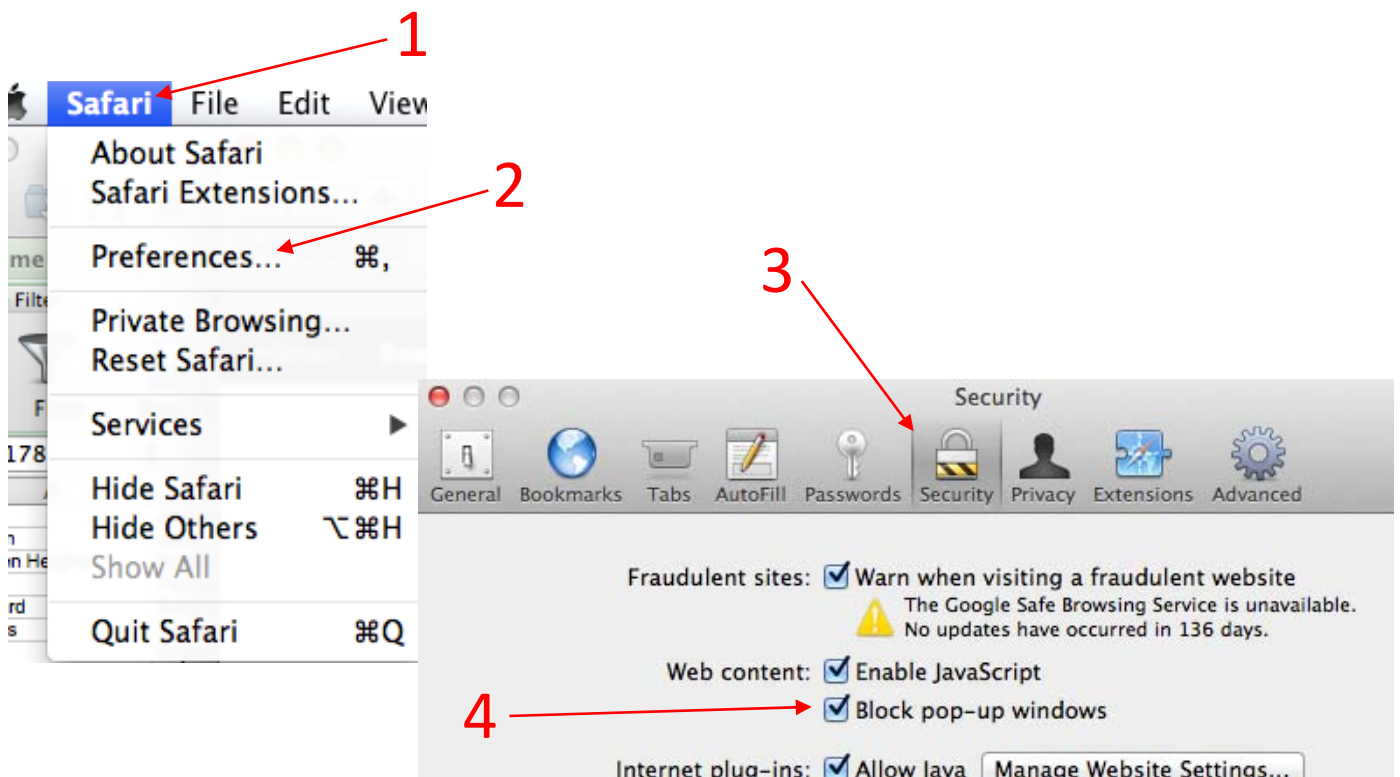 1
Safari File Edit View
About Safari
Safari Extensions...
2
me
Preferences... ⌘,
3
Private Browsing...
Reset Safari...
Services ▶
178
Hide Safari ⌘H
Hide Others ⌥⌘H
Show All
rd
s
Quit Safari ⌘Q
Security
General Bookmarks Tabs AutoFill Passwords Security Privacy Extensions Advanced
Fraudulent sites: Warn when visiting a fraudulent website
The Google Safe Browsing Service is unavailable.
No updates have occurred in 136 days.
Web content: Enable JavaScript
4
Block pop-up windows
Internet plug-ins: Allow Java Manage Website Settings...